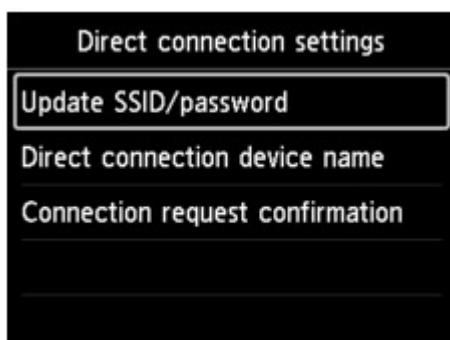 Direct connection settings
Update SSID/password
Direct connection device name
Connection request confirmation